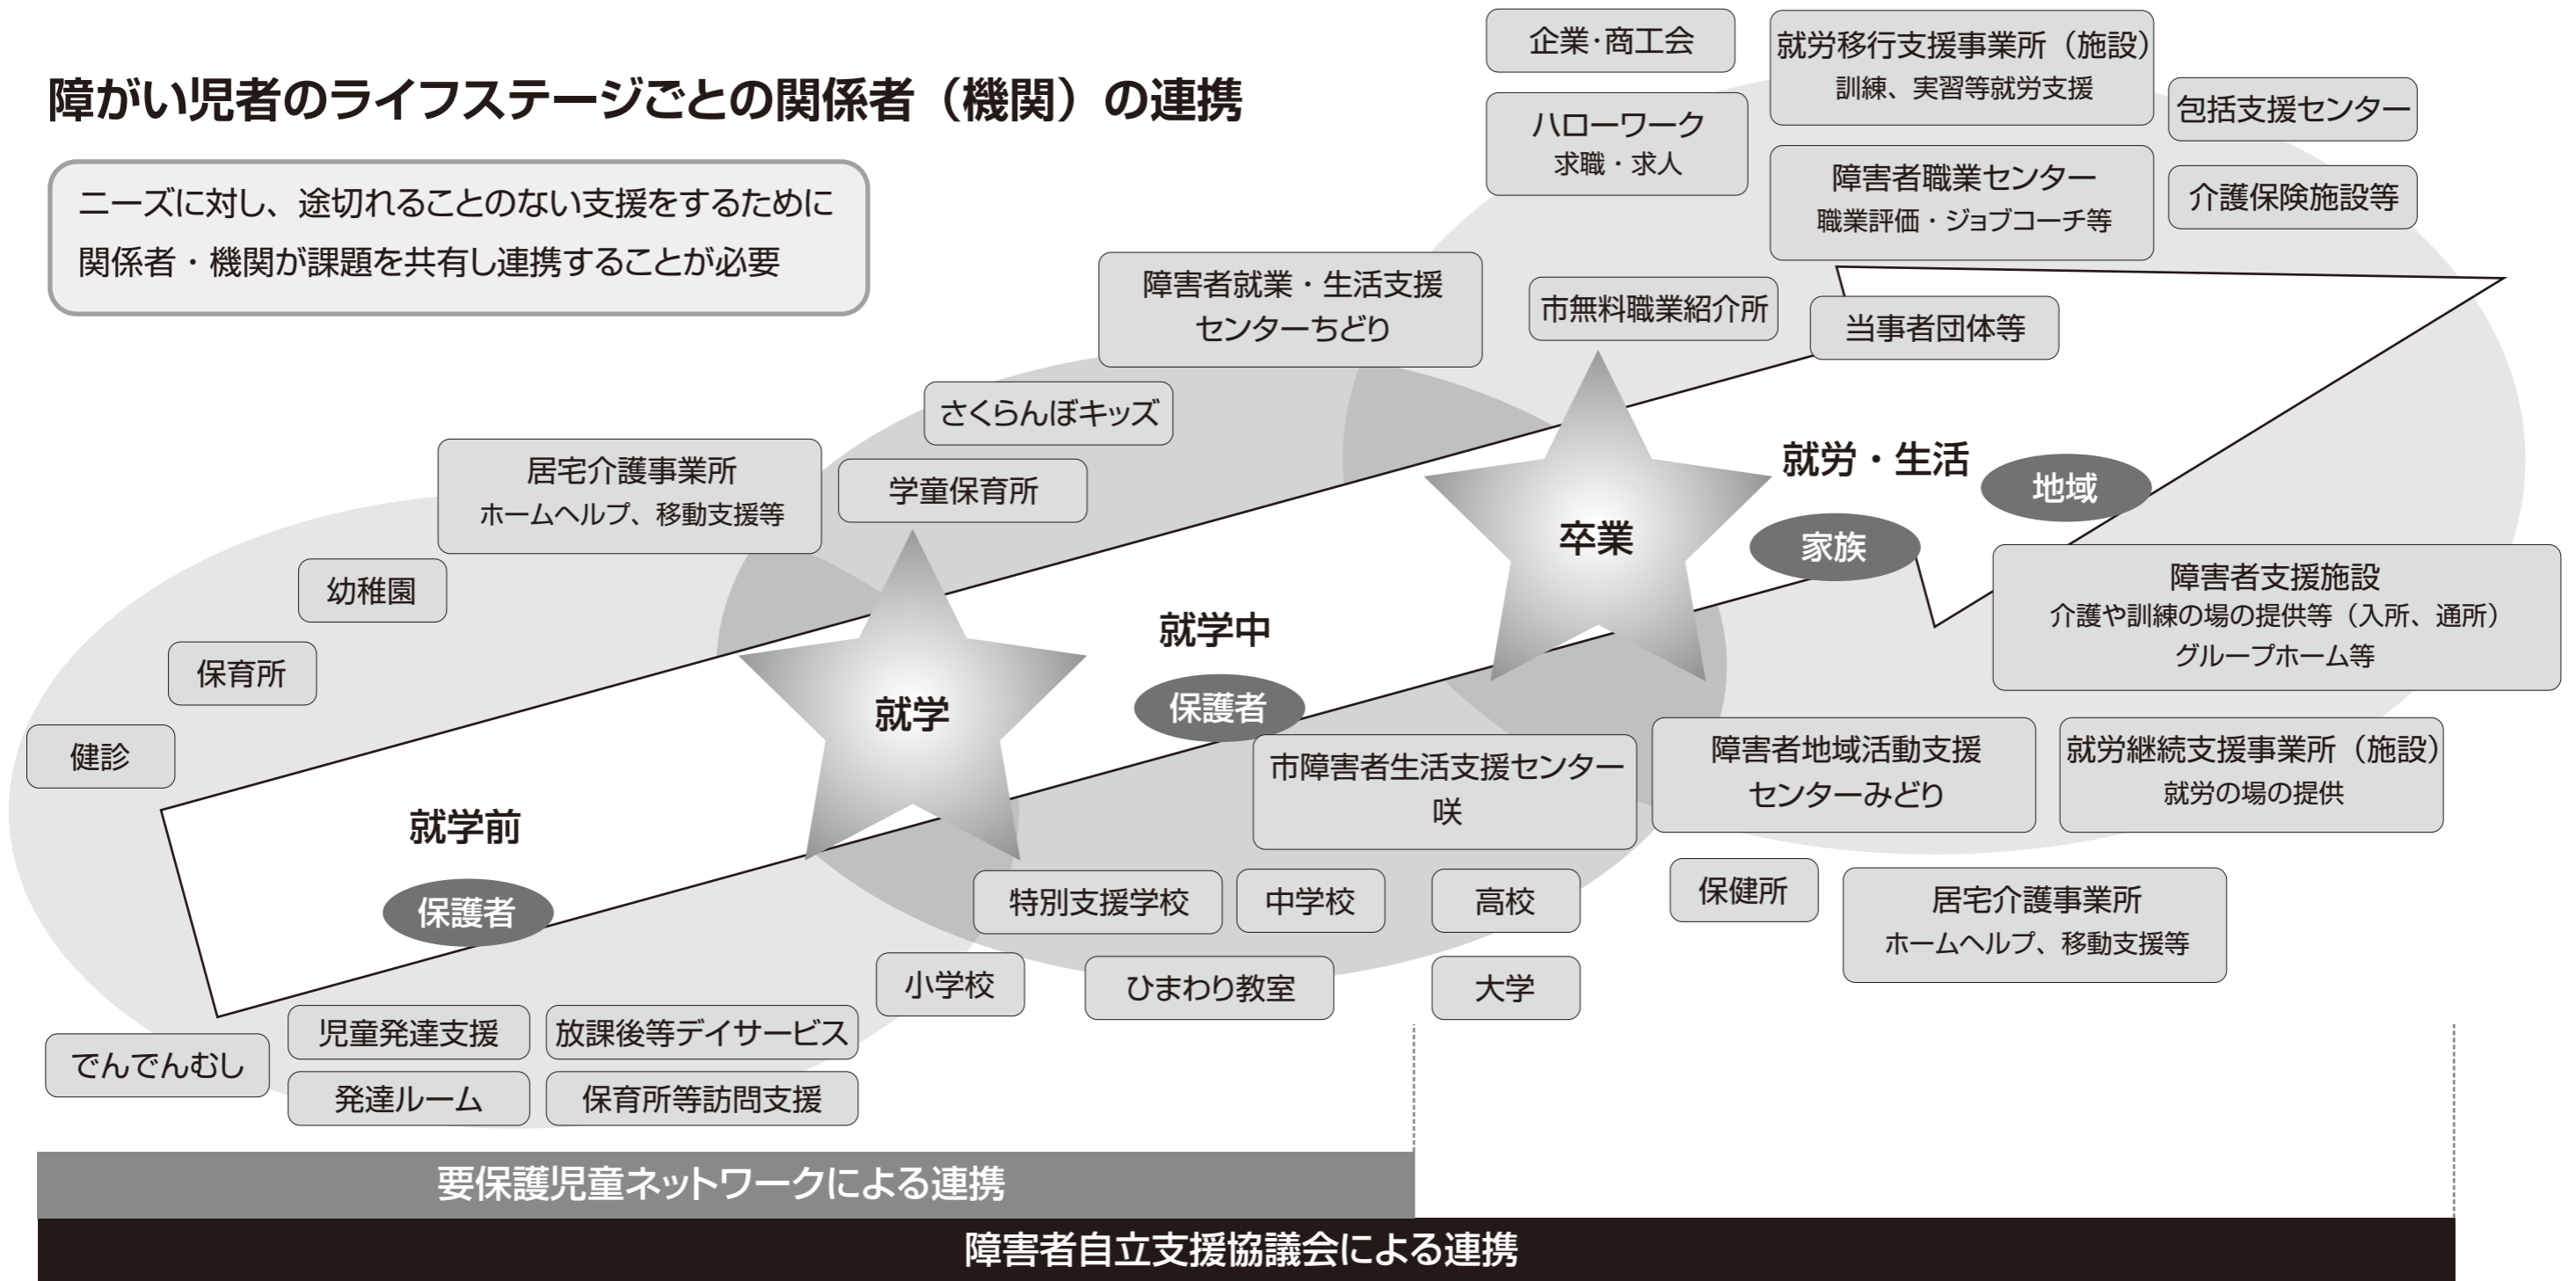 障がい児者のライフステージごとの関係者（機関）の連携
ニーズに対し、途切れることのない支援をするために
関係者・機関が課題を共有し連携することが必要
企業・商工会
ハローワーク
求職・求人
就労移行支援事業所（施設）
訓練、実習等就労支援
包括支援センター
障害者職業センター
職業評価・ジョブコーチ等
介護保険施設等
障害者就業・生活支援
センターちどり
市無料職業紹介所
当事者団体等
さくらんぼキッズ
学童保育所
居宅介護事業所
ホームヘルプ、移動支援等
幼稚園
保育所
健診
就労・生活
地域
家族
卒業
就学中
保護者
就学
就学前
保護者
障害者支援施設
介護や訓練の場の提供等（入所、通所）
グループホーム等
市障害者生活支援センター
咲
障害者地域活動支援
センターみどり
就労継続支援事業所（施設）
就労の場の提供
特別支援学校
中学校
高校
保健所
居宅介護事業所
ホームヘルプ、移動支援等
小学校
ひまわり教室
大学
でんでんむし
児童発達支援
放課後等デイサービス
発達ルーム
保育所等訪問支援
要保護児童ネットワークによる連携
障害者自立支援協議会による連携